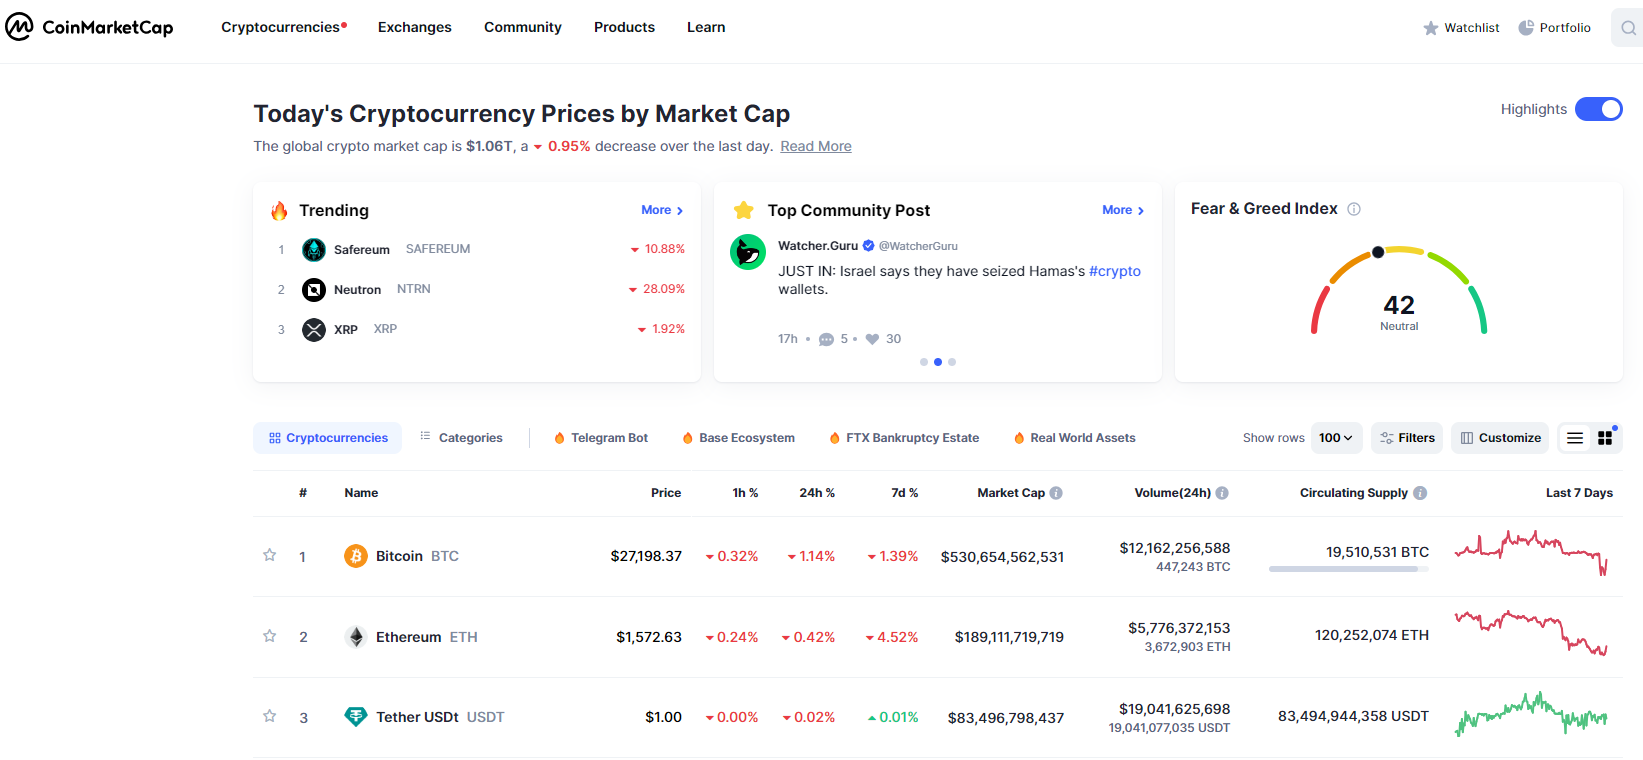 CoinMarketCap Cryptocurrencies Exchanges Community Products Learn Watchlist Portfolio
Today's Cryptocurrency Prices by Market Cap
Highlights
The global crypto market cap is $1.06T, a 0.95% decrease over the last day. Read More
Trending More
1 Safereum SAFEREUM 10.88%
2 Neutron NTRN 28.09%
3 XRP XRP 1.92%
Top Community Post More
Watcher.Guru @WatcherGuru
JUST IN: Israel says they have seized Hamas's #crypto
wallets.
17h • 5 • 30
Fear & Greed Index
42
Neutral
Cryptocurrencies Categories Telegram Bot Base Ecosystem FTX Bankruptcy Estate Real World Assets Show rows 100 Filters Customize
# Name Price 1h % 24h % 7d % Market Cap Volume(24h) Circulating Supply Last 7 Days
1 Bitcoin BTC $27,198.37 0.32% 1.14% 1.39% $530,654,562,531 $12,162,256,588 19,510,531 BTC
447,243 BTC
2 Ethereum ETH $1,572.63 0.24% 0.42% 4.52% $189,111,719,719 $5,776,372,153 120,252,074 ETH
3,672,903 ETH
3 Tether USDt USDT $1.00 0.00% 0.02% 0.01% $83,496,798,437 $19,041,625,698 83,494,944,358 USDT
19,041,077,035 USDT